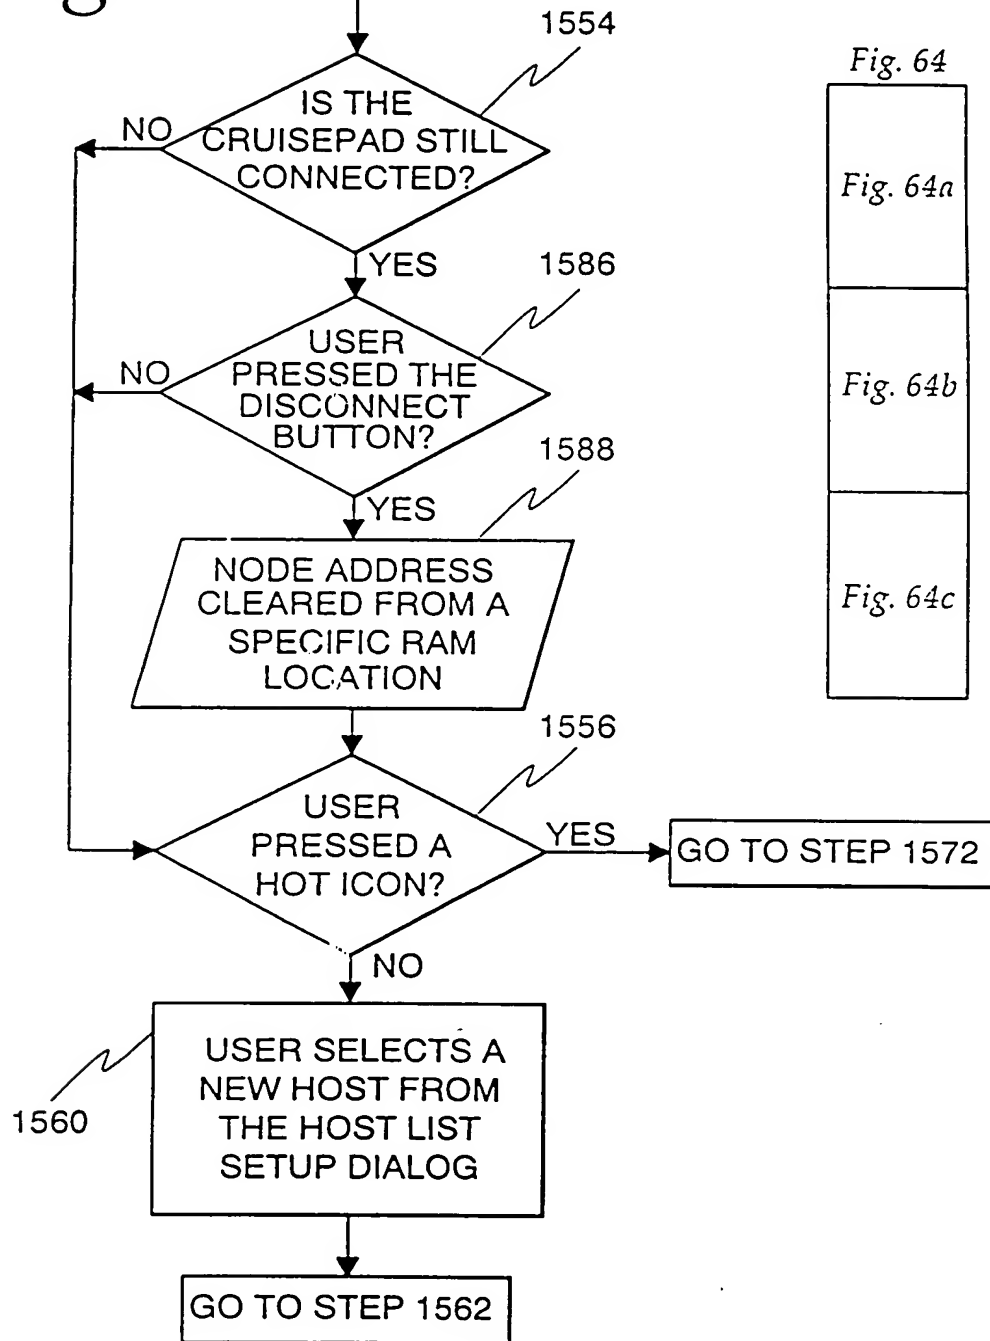 1554
IS THE
CRUISEPAD STILL
CONNECTED?
NO
YES
1586
USER
PRESSED THE
DISCONNECT
BUTTON?
NO
YES
1588
NODE ADDRESS
CLEARED FROM A
SPECIFIC RAM
LOCATION
1556
USER
PRESSED A
HOT ICON?
YES
GO TO STEP 1572
NO
USER SELECTS A
NEW HOST FROM
THE HOST LIST
SETUP DIALOG
1560
GO TO STEP 1562
Fig. 64
Fig. 64a
Fig. 64b
Fig. 64c